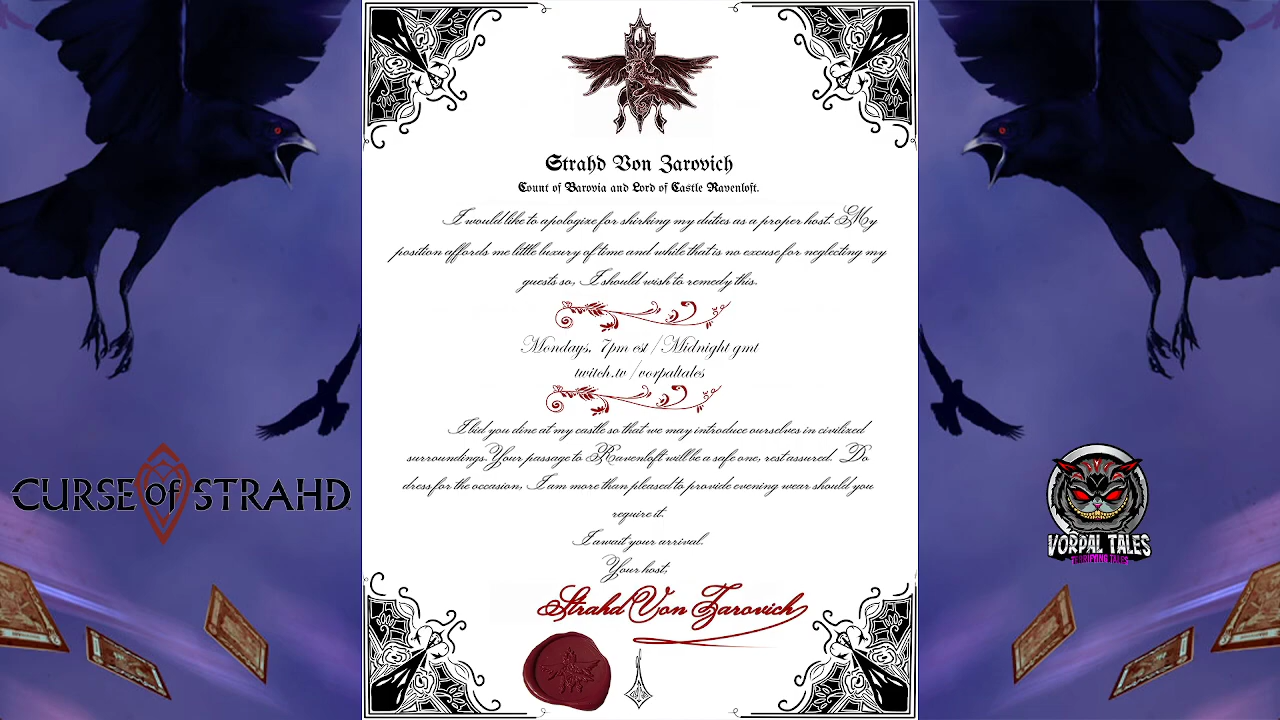 Strahd Von Zarovich
Count of Barovia and Lord of Castle Ravenloft.
I would like to apologize for shirking my duties as a proper host. My
position affords me little luxury of time and while that is no excuse for neglecting my
guests so, I should wish to remedy this.
Mondays, 7pm est / Midnight gmt
twitch.tv/vorpaltales
I bid you dine at my castle so that we may introduce ourselves in civilized
surroundings. Your passage to Ravenloft will be a safe one, rest assured. Do
dress for the occasion, I am more than pleased to provide evening wear should you
require it.
I await your arrival.
Your host,
Strahd Von Zarovich
CURSE of STRAHD
VORPAL TALES
TERRIFYING TALES